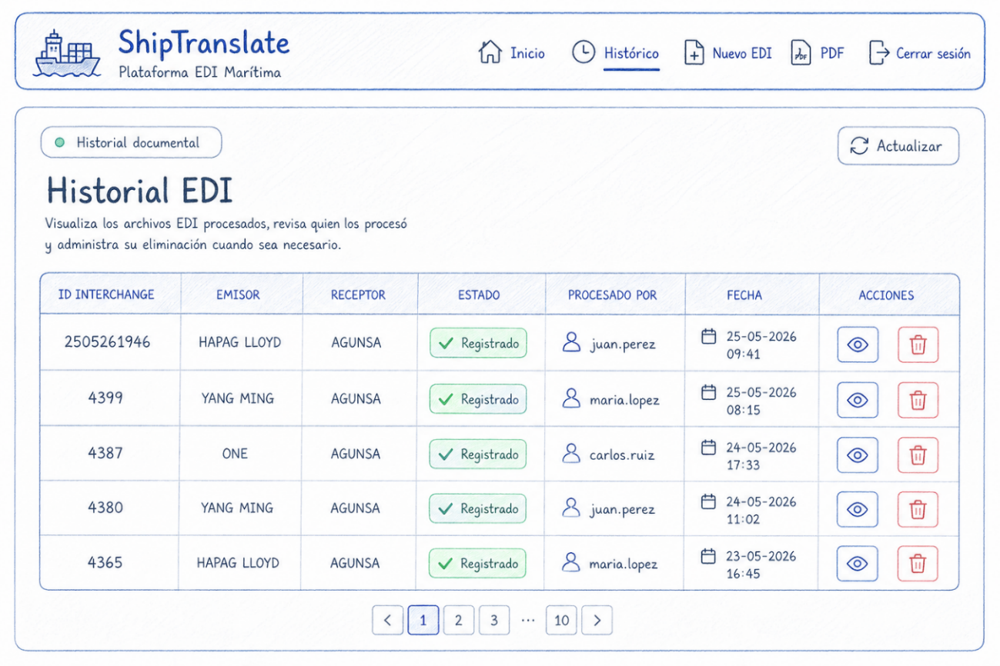 ShipTranslate
Plataforma EDI Marítima
Inicio
Histórico
Nuevo EDI
PDF
PDF
Cerrar sesión
Historial documental
Actualizar
Historial EDI
Visualiza los archivos EDI procesados, revisa quien los procesó
y administra su eliminación cuando sea necesario.
ID INTERCHANGE EMISOR RECEPTOR ESTADO PROCESADO POR FECHA ACCIONES
2505261946 HAPAG LLOYD AGUNSA Registrado juan.perez 25-05-2026
09:41
4399 YANG MING AGUNSA Registrado maria.lopez 25-05-2026
08:15
4387 ONE AGUNSA Registrado carlos.ruiz 24-05-2026
17:33
4380 YANG MING AGUNSA Registrado juan.perez 24-05-2026
11:02
4365 HAPAG LLOYD AGUNSA Registrado maria.lopez 23-05-2026
16:45
1 2 3 ... 10